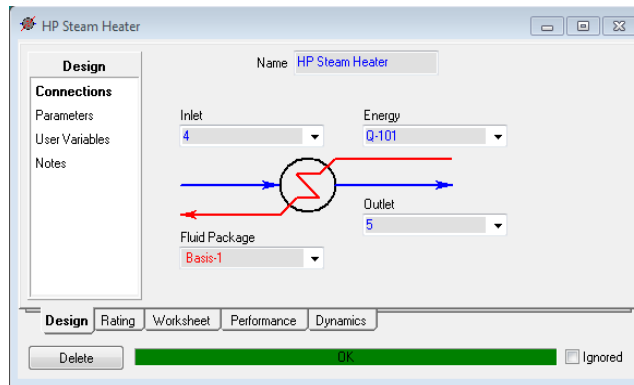 HP Steam Heater
Design
Connections
Parameters
User Variables
Notes
Name HP Steam Heater
Inlet
4
Energy
Q-101
Outlet
5
Fluid Package
Basis-1
Design Rating Worksheet Performance Dynamics
Delete OK Ignored